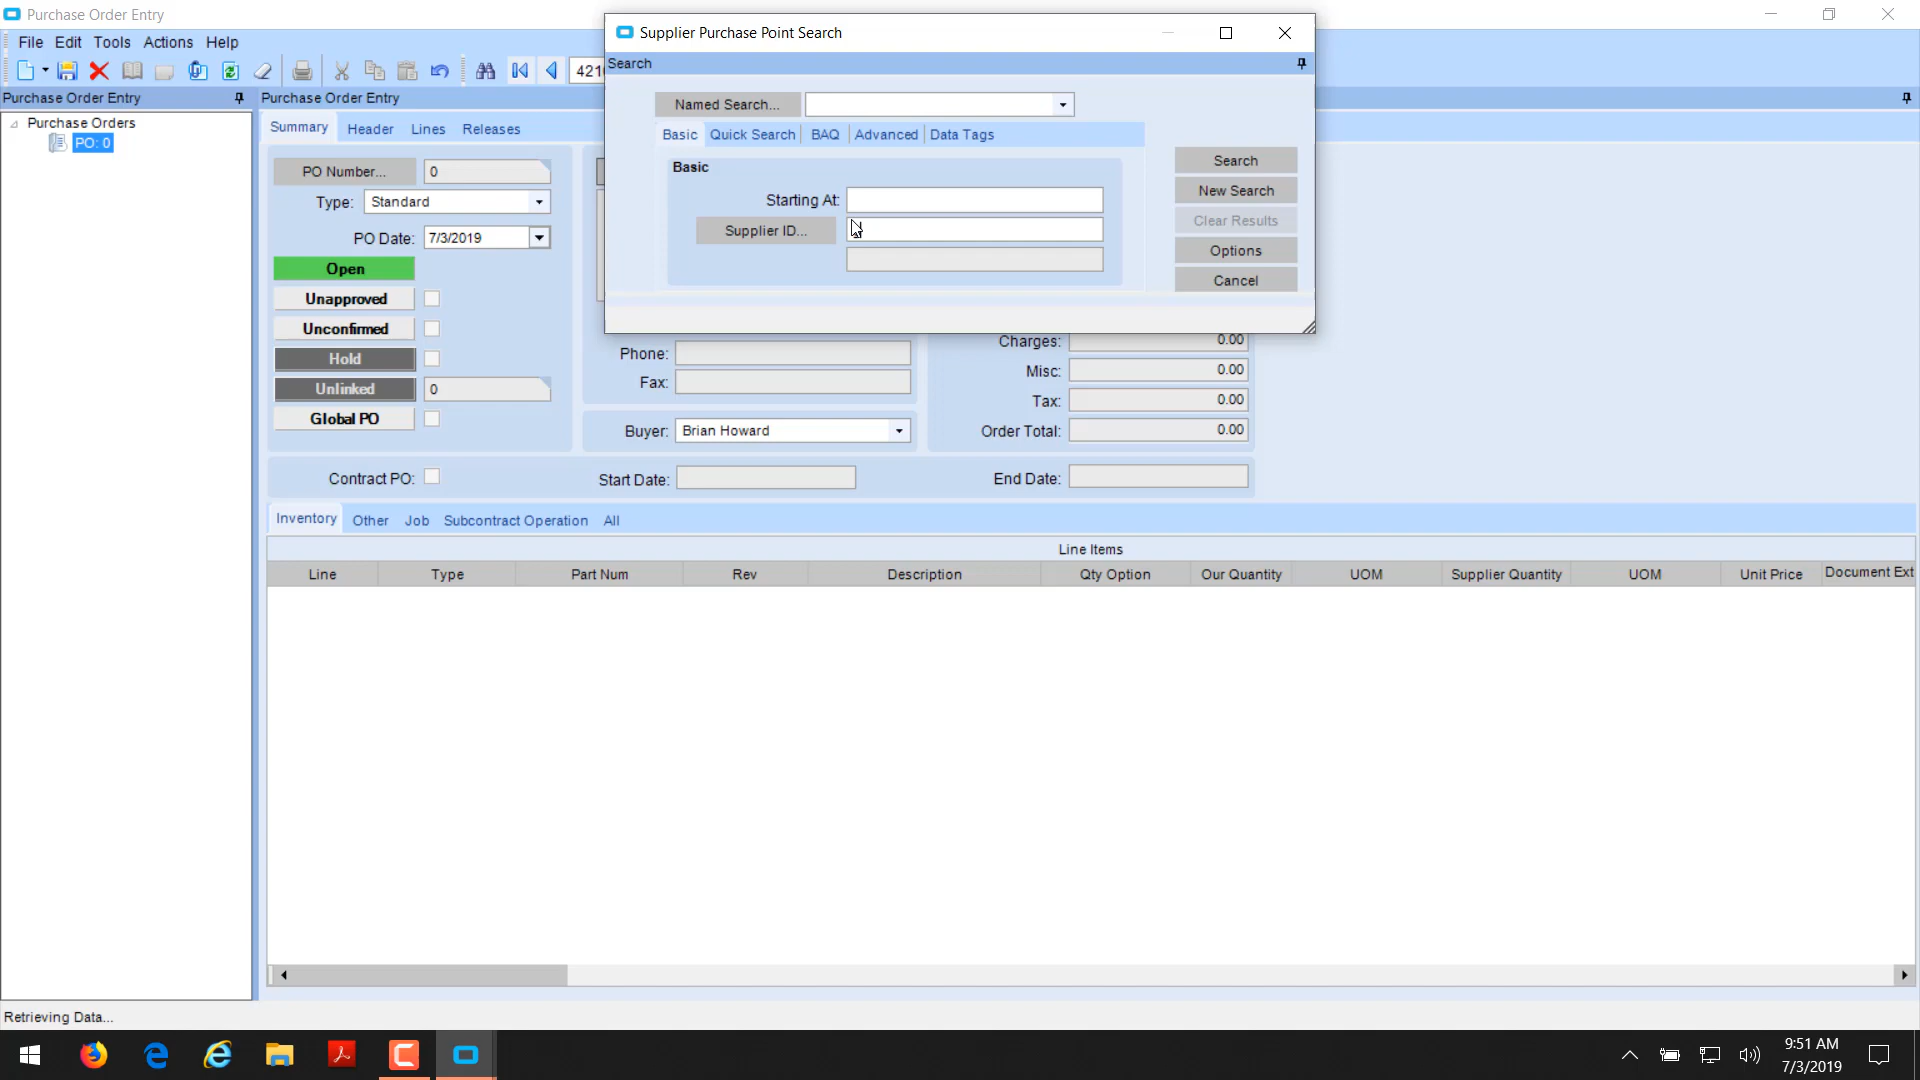 Purchase Order Entry
File Edit Tools Actions Help
Purchase Order Entry
Purchase Orders
PO: 0
Purchase Order Entry
Summary Header Lines Releases
PO Number... 0
Type: Standard
PO Date: 7/3/2019
Open
Unapproved
Unconfirmed
Hold
Unlinked 0
Global PO
Phone:
Fax:
Buyer: Brian Howard
Charges: 0.00
Misc: 0.00
Tax: 0.00
Order Total: 0.00
Contract PO: Start Date: End Date:
Supplier Purchase Point Search
Search
Named Search...
Basic Quick Search BAQ Advanced Data Tags
Basic
Starting At:
Supplier ID...
Search
New Search
Clear Results
Options
Cancel
Inventory Other Job Subcontract Operation All
Line Items
Line Type Part Num Rev Description Qty Option Our Quantity UOM Supplier Quantity UOM Unit Price Document Ext
Retrieving Data...
9:51 AM
7/3/2019